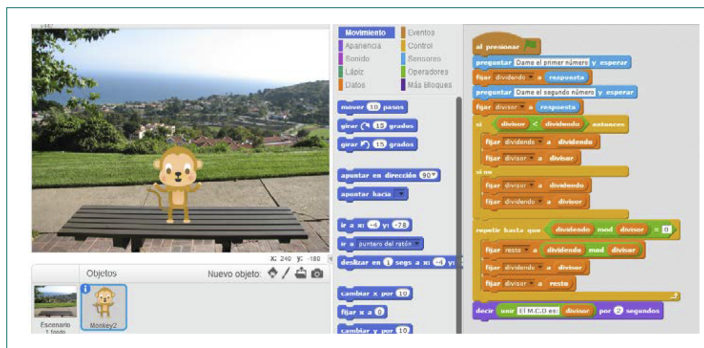 Movimiento Eventos
Apariencia Control
Sonido Sensores
Lápiz Operadores
Datos Más Bloques
mover 10 pasos
girar 15 grados
girar 15 grados
apuntar en dirección 90
apuntar hacia
ir a x: -4 y: -78
ir a puntero del ratón
deslizar en 1 segs a x: -4 y:
cambiar x por 10
fijar x a 0
cambiar y por 10
x: 240 y: -180
Objetos Nuevo objeto:
Escenario
1 fondo
Monkey2
al presionar
preguntar Dame el primer número y esperar
fijar dividendo a respuesta
preguntar Dame el segundo número y esperar
fijar divisor a respuesta
si divisor < dividendo entonces
fijar dividendo a dividendo
fijar divisor a divisor
si no
fijar divisor a dividendo
fijar dividendo a divisor
repetir hasta que dividendo mod divisor = 0
fijar resto a dividendo mod divisor
fijar dividendo a divisor
fijar divisor a resto
decir unir El M.C.D es: divisor por 2 segundos